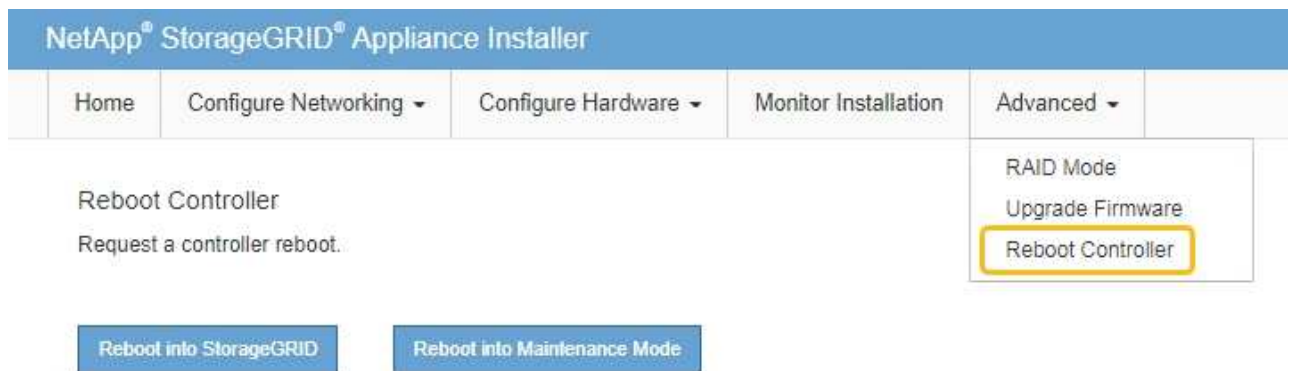 NetApp® StorageGRID® Appliance Installer
Home Configure Networking Configure Hardware Monitor Installation Advanced
RAID Mode
Upgrade Firmware
Reboot Controller
Reboot Controller
Request a controller reboot.
Reboot into StorageGRID Reboot into Maintenance Mode